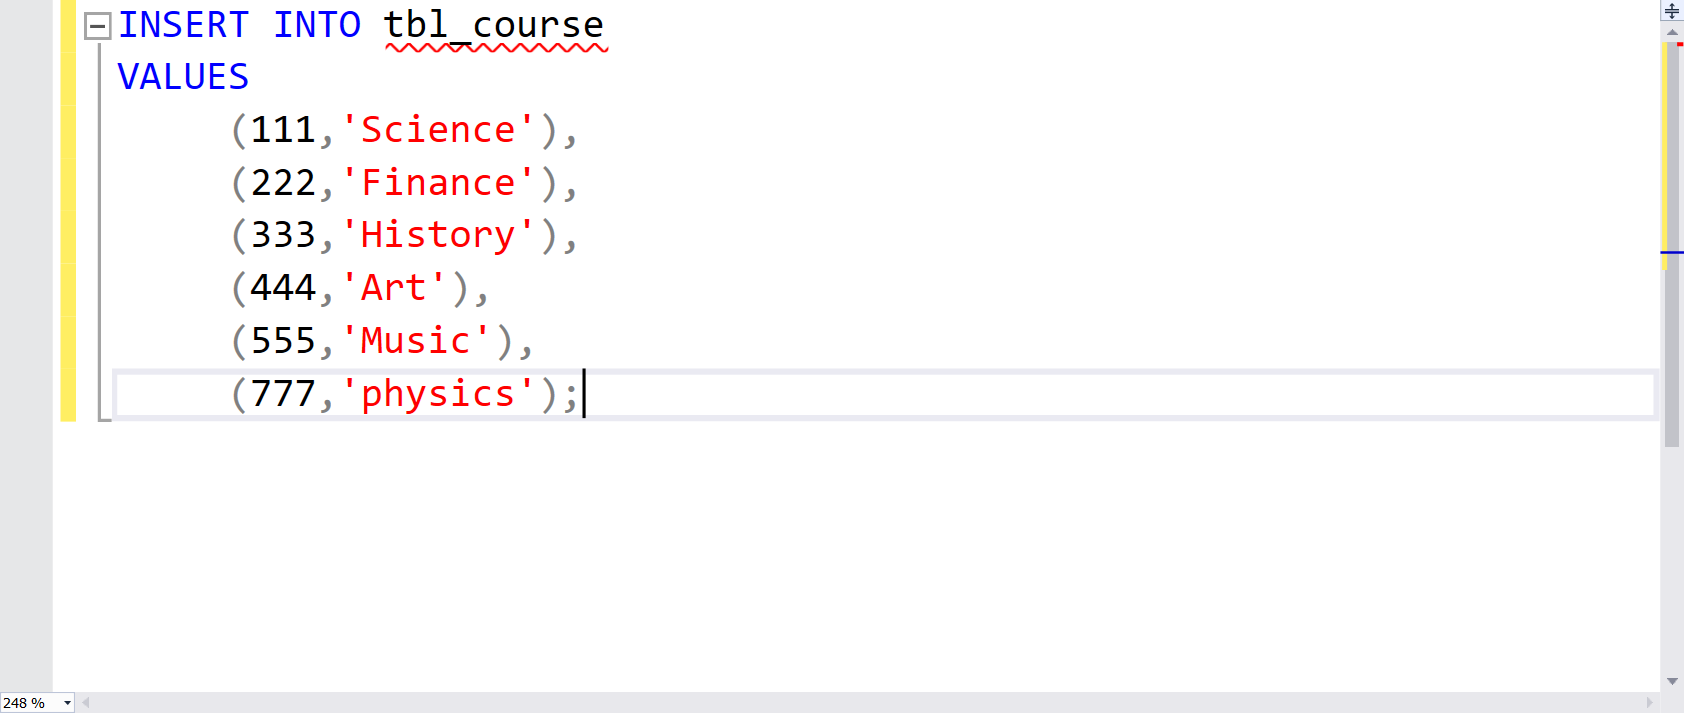 INSERT INTO tbl_course
VALUES
(111,'Science'),
(222,'Finance'),
(333,'History'),
(444,'Art'),
(555,'Music'),
(777,'physics');
248 %